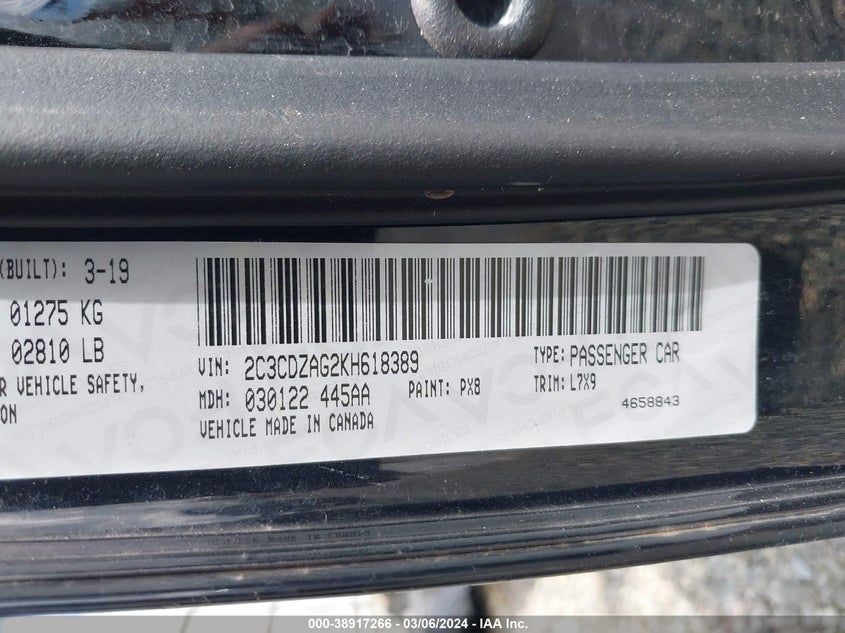 (BUILT): 3-19
01275 KG
02810 LB
R VEHICLE SAFETY,
ON
VIN: 2C3CDZAG2KH618389
TYPE: PASSENGER CAR
MDH: 030122 445AA
PAINT: PX8
TRIM: L7X9
VEHICLE MADE IN CANADA
4658843
000-38917266 - 03/06/2024 - IAA Inc.